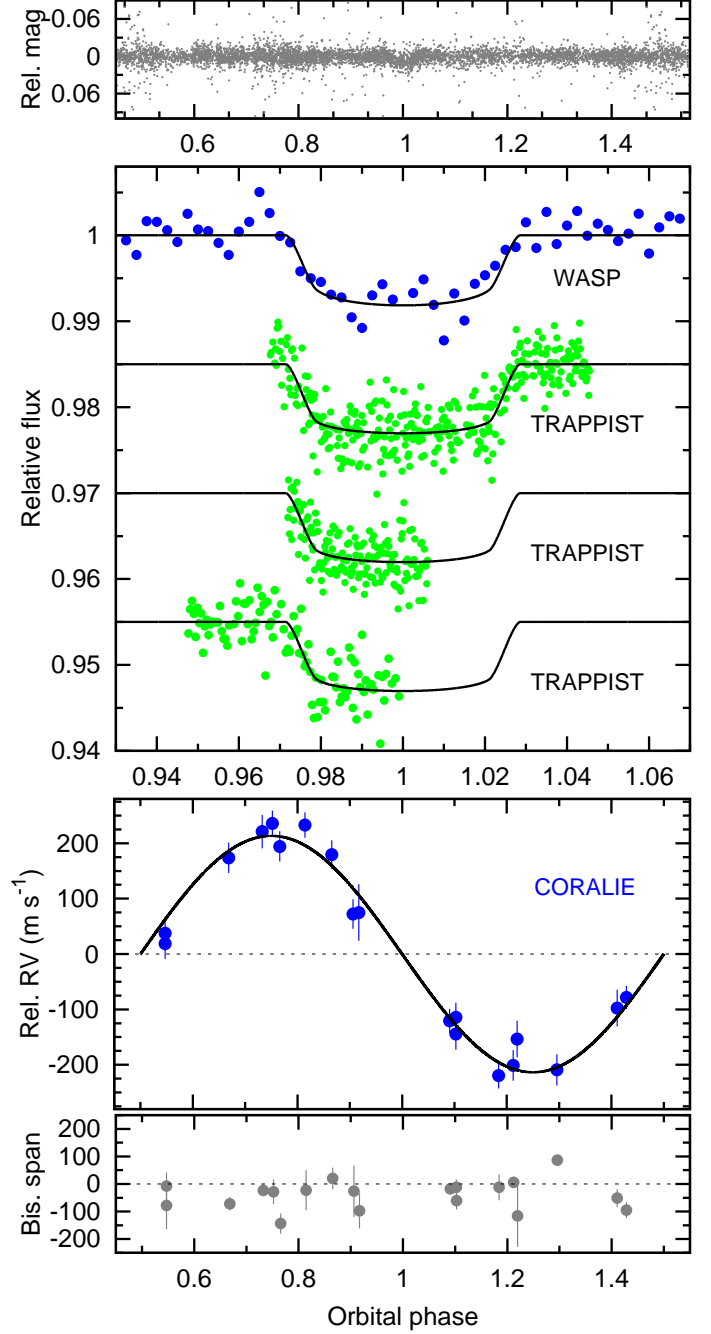 Rel. mag
-0.06
0
0.06
0.6 0.8 1 1.2 1.4
Relative flux
1
0.99
0.98
0.97
0.96
0.95
0.94
WASP
TRAPPIST
TRAPPIST
TRAPPIST
0.94 0.96 0.98 1 1.02 1.04 1.06
Rel. RV (m s-1)
200
100
0
-100
-200
CORALIE
Bis. span
200
100
0
-100
-200
0.6 0.8 1 1.2 1.4
Orbital phase